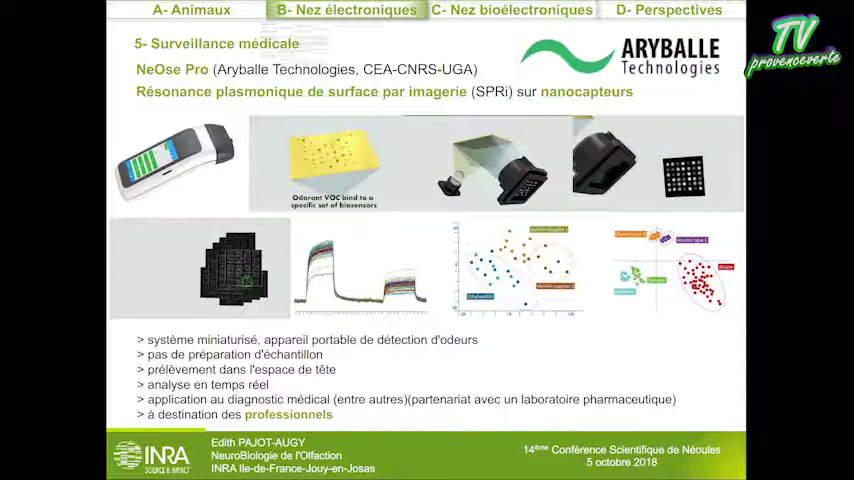 A- Animaux
B- Nez électroniques
C- Nez bioélectroniques
D- Perspectives
TV
provenceverte
5- Surveillance médicale
ARYBALLE
Technologies
NeOse Pro (Aryballe Technologies, CEA-CNRS-UGA)
Résonance plasmonique de surface par imagerie (SPRi) sur nanocapteurs
Odorant VOC bind to a
specific set of biosensors
> système miniaturisé, appareil portable de détection d'odeurs
> pas de préparation d'échantillon
> prélèvement dans l'espace de tête
> analyse en temps réel
> application au diagnostic médical (entre autres)(partenariat avec un laboratoire pharmaceutique)
> à destination des professionnels
INRA
SCIENCE & IMPACT
Edith PAJOT-AUGY
NeuroBiologie de l'Olfaction
INRA Ile-de-France-Jouy-en-Josas
14ème Conférence Scientifique de Néoules
5 octobre 2018